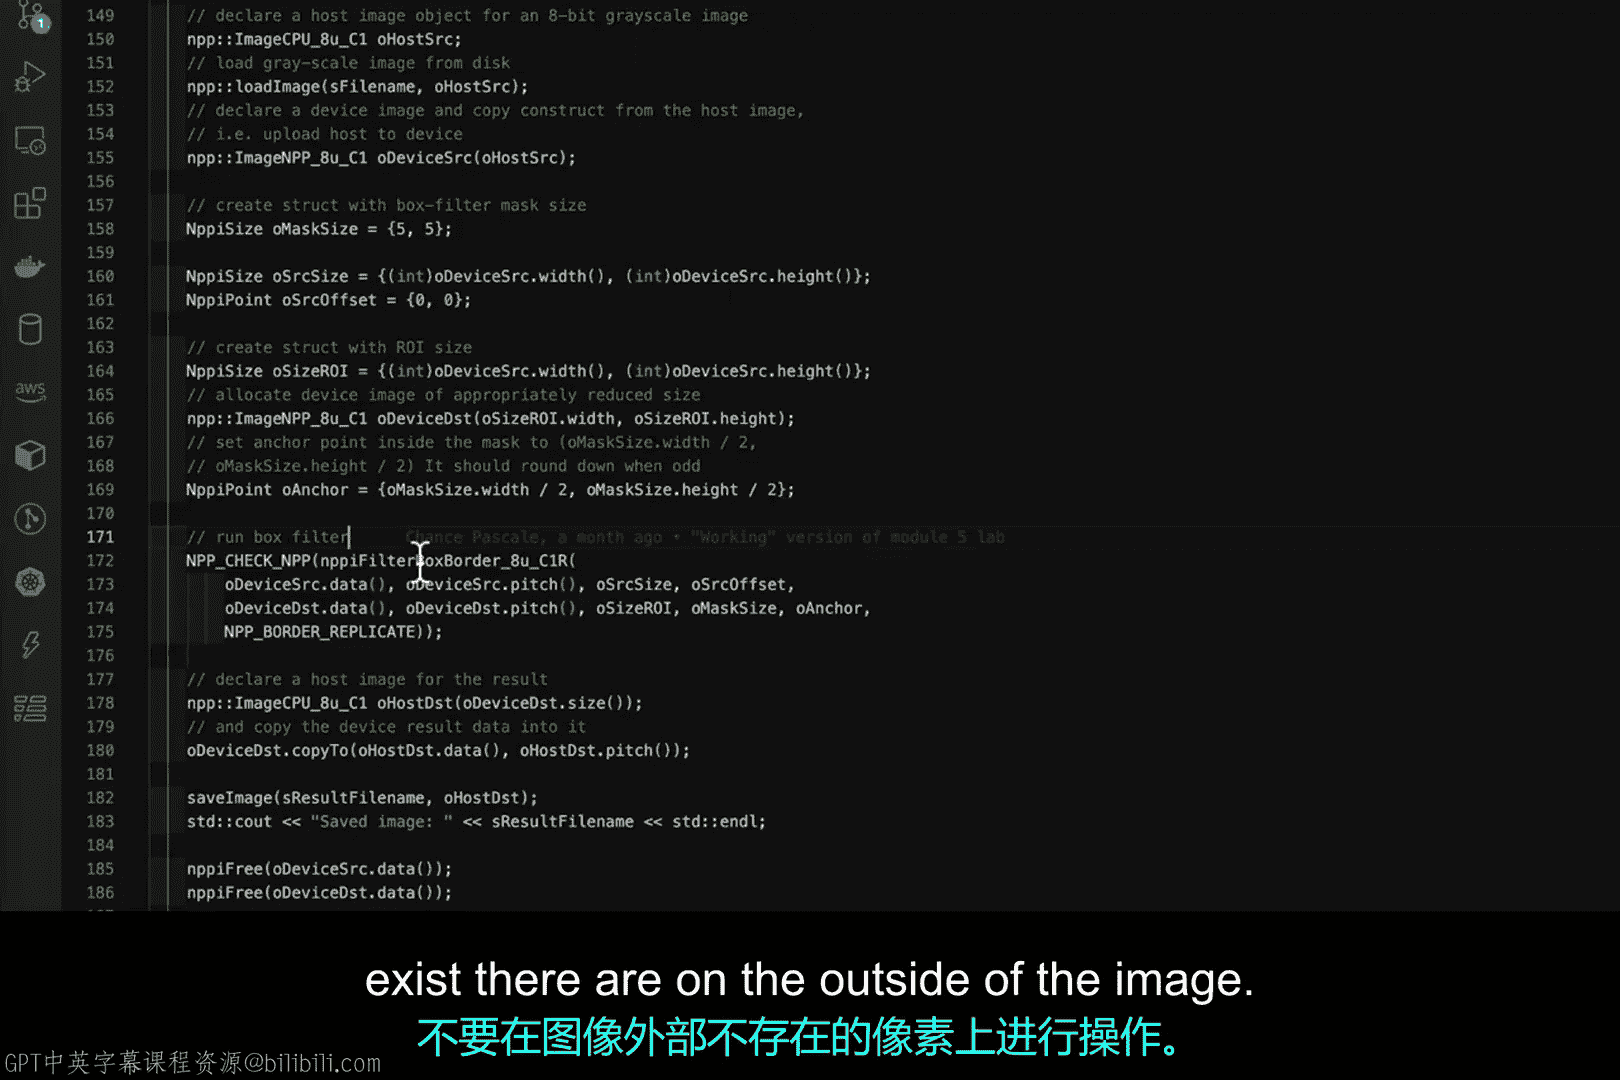 1
149 // declare a host image object for an 8-bit grayscale image
150 npp::ImageCPU_8u_C1 oHostSrc;
151 // load gray-scale image from disk
152 npp::loadImage(sFilename, oHostSrc);
153 // declare a device image and copy construct from the host image,
154 // i.e. upload host to device
155 npp::ImageNPP_8u_C1 oDeviceSrc(oHostSrc);
156
157 // create struct with box-filter mask size
158 NppiSize oMaskSize = {5, 5};
159
160 NppiSize oSrcSize = {(int)oDeviceSrc.width(), (int)oDeviceSrc.height()};
161 NppiPoint oSrcOffset = {0, 0};
162
163 // create struct with ROI size
164 NppiSize oSizeROI = {(int)oDeviceSrc.width(), (int)oDeviceSrc.height()};
165 // allocate device image of appropriately reduced size
166 npp::ImageNPP_8u_C1 oDeviceDst(oSizeROI.width, oSizeROI.height);
167 // set anchor point inside the mask to (oMaskSize.width / 2,
168 // oMaskSize.height / 2) It should round down when odd
169 NppiPoint oAnchor = {oMaskSize.width / 2, oMaskSize.height / 2};
170
171 // run box filter Chance Pascale, a month ago • "Working" version of module 5 lab
172 NPP_CHECK_NPP(nppiFilterBoxBorder_8u_C1R(
173 oDeviceSrc.data(), oDeviceSrc.pitch(), oSrcSize, oSrcOffset,
174 oDeviceDst.data(), oDeviceDst.pitch(), oSizeROI, oMaskSize, oAnchor,
175 NPP_BORDER_REPLICATE));
176
177 // declare a host image for the result
178 npp::ImageCPU_8u_C1 oHostDst(oDeviceDst.size());
179 // and copy the device result data into it
180 oDeviceDst.copyTo(oHostDst.data(), oHostDst.pitch());
181
182 saveImage(sResultFilename, oHostDst);
183 std::cout << "Saved image: " << sResultFilename << std::endl;
184
185 nppiFree(oDeviceSrc.data());
186 nppiFree(oDeviceDst.data());
aws
exist there are on the outside of the image.
不要在图像外部不存在的像素上进行操作。
GPT中英字幕课程资源@bilibili.com